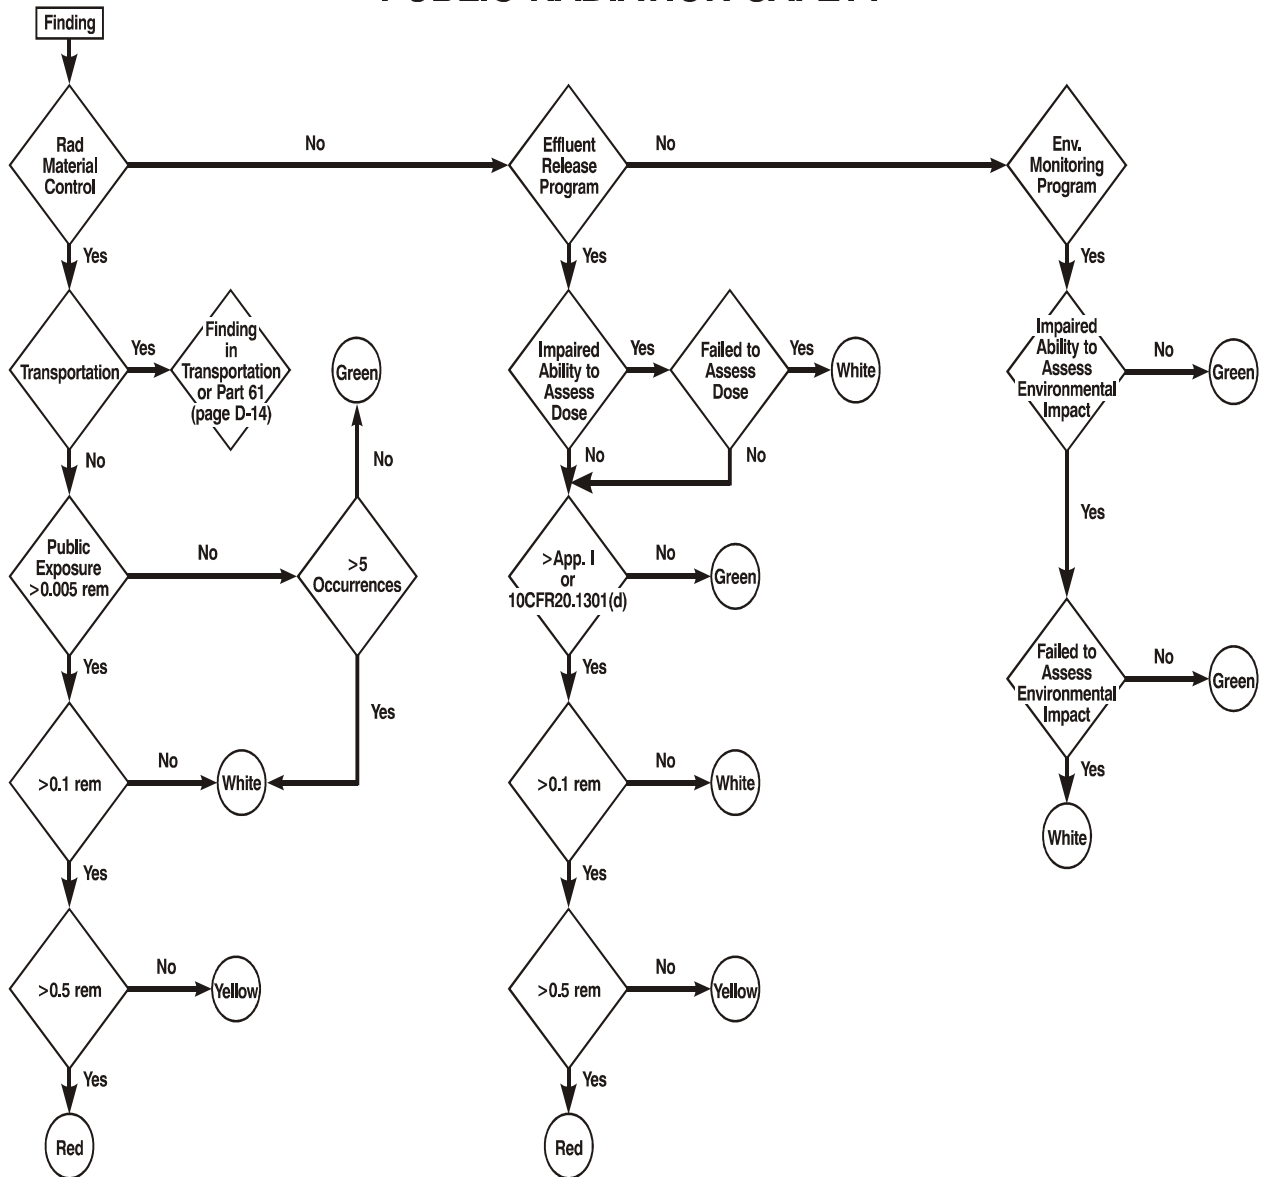 PUBLIC RADIATION SAFETY
Finding
Rad
Material
Control
No
Effluent
Release
Program
No
Env.
Monitoring
Program
Yes
Yes
Yes
Transportation
Yes
Finding
in
Transportation
or Part 61
(page D-14)
Green
Impaired
Ability to
Assess
Dose
Yes
Failed to
Assess
Dose
Yes
White
Impaired
Ability to
Assess
Environmental
Impact
No
Green
No
No
No
No
Public
Exposure
>0.005 rem
No
>5
Occurrences
>App. I
or
10CFR20.1301(d)
No
Green
Yes
Yes
Yes
Yes
Failed to
Assess
Environmental
Impact
No
Green
>0.1 rem
No
White
>0.1 rem
No
White
Yes
White
Yes
Yes
>0.5 rem
No
Yellow
>0.5 rem
No
Yellow
Yes
Yes
Red
Red